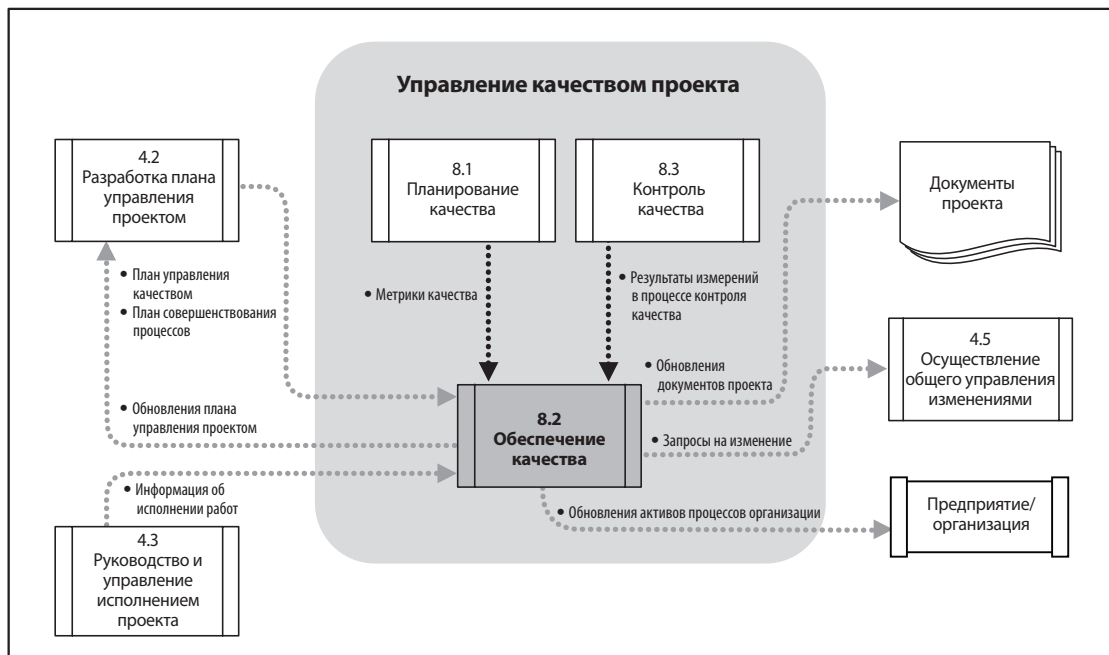 Управление качеством проекта
4.2
Разработка плана
управления
проектом
8.1
Планирование
качества
8.3
Контроль
качества
Документы
проекта
• План управления
качеством
• План совершенствования
процессов
• Метрики качества
• Результаты измерений
в процессе контроля
качества
4.5
Осуществление
общего управления
изменениями
• Обновления
документов проекта
• Обновления плана
управления проектом
8.2
Обеспечение
качества
• Запросы на изменение
• Информация об
исполнении работ
• Обновления активов процессов организации
Предприятие/
организация
4.3
Руководство и
управление
исполнением
проекта